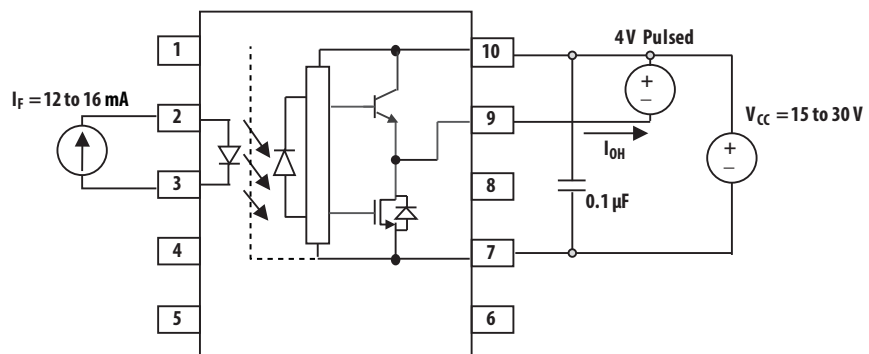 1
I_F = 12 to 16 mA
2
3
4
5
10
9
8
7
6
4V Pulsed
+
−
I_OH
0.1 µF
V_CC = 15 to 30 V
+
−